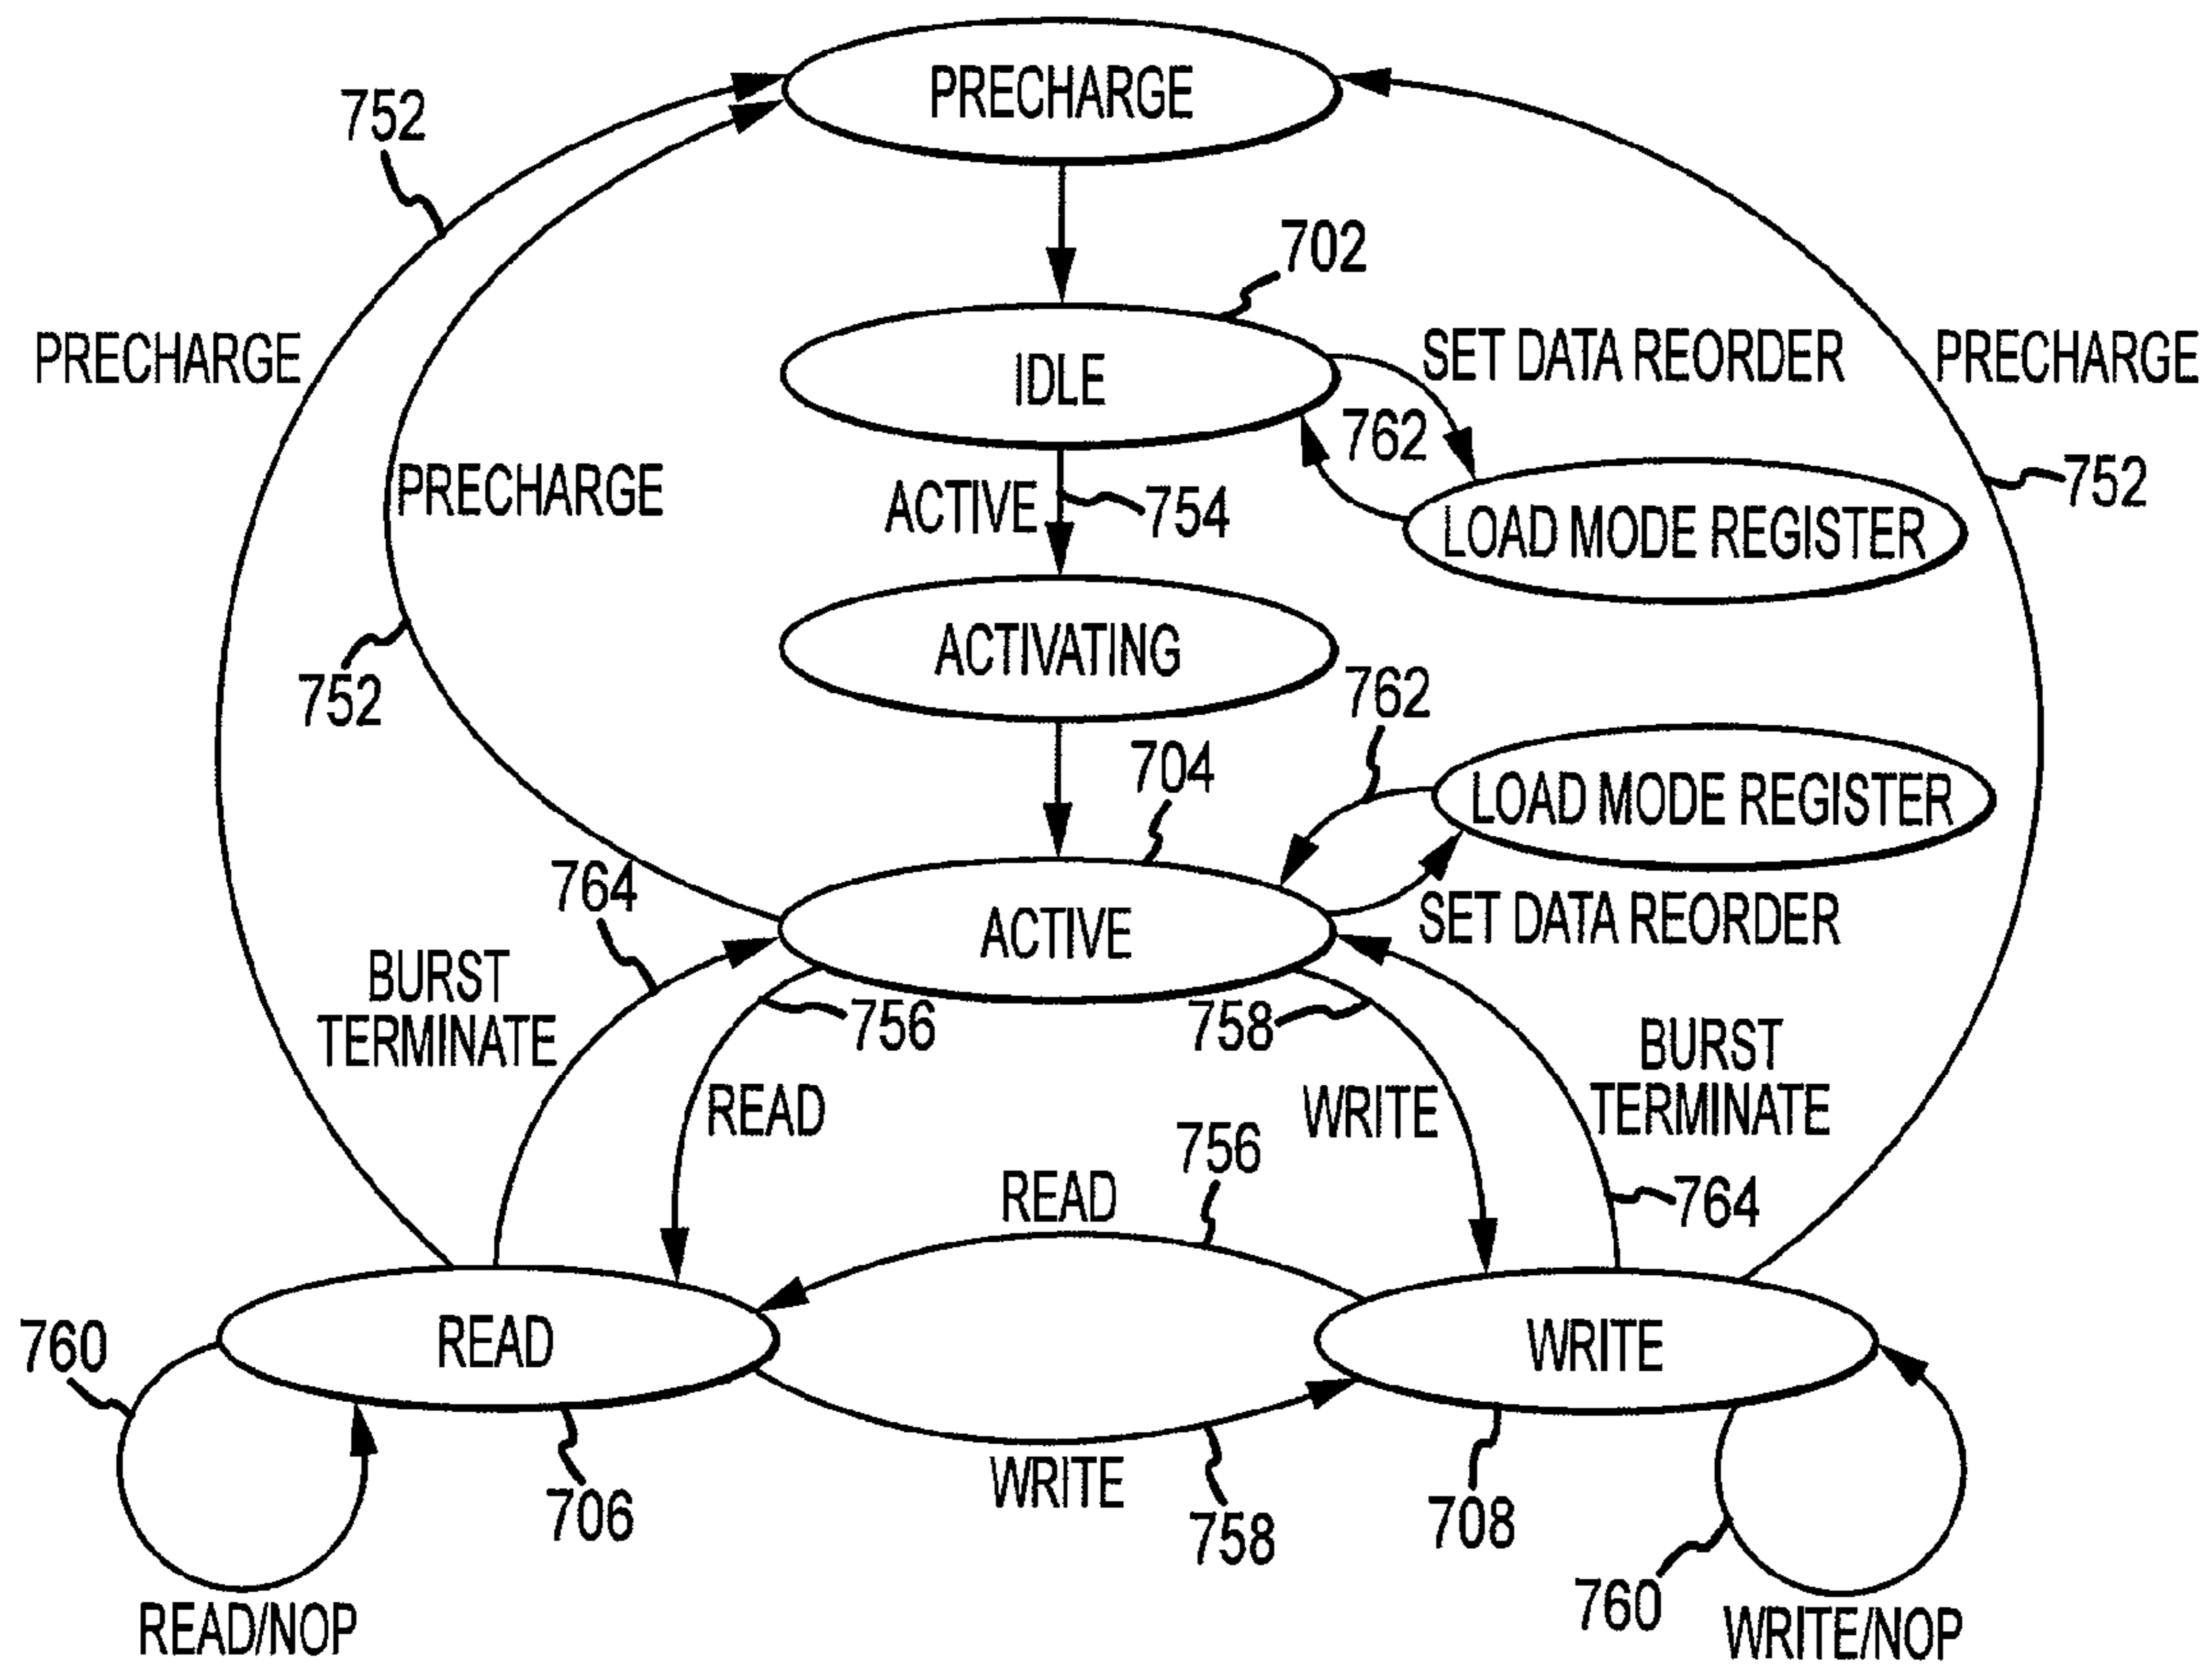 PRECHARGE
752
702
PRECHARGE
IDLE
SET DATA REORDER
PRECHARGE
762
PRECHARGE
ACTIVE
754
752
LOAD MODE REGISTER
ACTIVATING
752
762
704
LOAD MODE REGISTER
764
ACTIVE
SET DATA REORDER
BURST
TERMINATE
756
758
BURST
TERMINATE
READ
WRITE
756
READ
764
760
READ
WRITE
WRITE
706
758
708
760
READ/NOP
WRITE/NOP